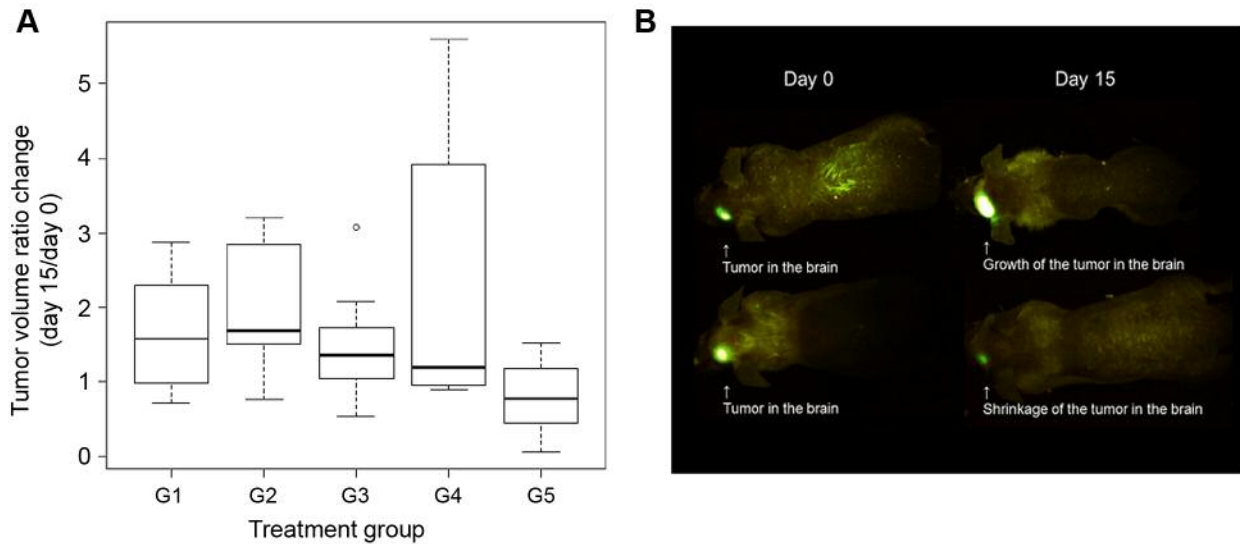 A
Tumor volume ratio change
(day 15/day 0)
5
4
3
2
1
0
G1 G2 G3 G4 G5
Treatment group
B
Day 0 Day 15
↑ ↑
Tumor in the brain Growth of the tumor in the brain
↑ ↑
Tumor in the brain Shrinkage of the tumor in the brain